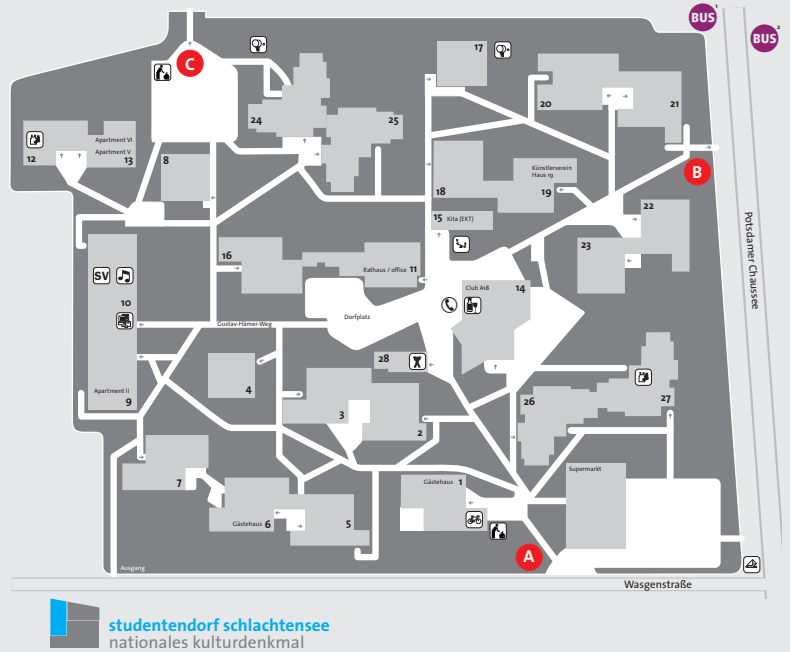 BUS 1
BUS 2
C
17
20
21
24
25
12
Apartment VI
Apartment V
13
8
18
Künstlerverein
Haus 19
19
B
15 Kita (EKT)
22
23
16
Rathaus / office 11
Potsdamer Chaussee
SV
10
Club A18
14
Dorfplatz
Gustav-Hämer-Weg
28
4
Apartment II
9
3
2
26
27
7
Gästehaus 1
Supermarkt
Gästehaus 6
5
A
Ausgang
Wasgenstraße
studentendorf schlachtensee
nationales kulturdenkmal